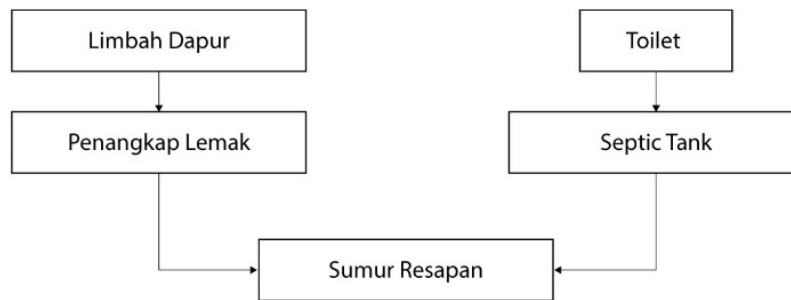 Limbah Dapur
Toilet
Penangkap Lemak
Septic Tank
Sumur Resapan